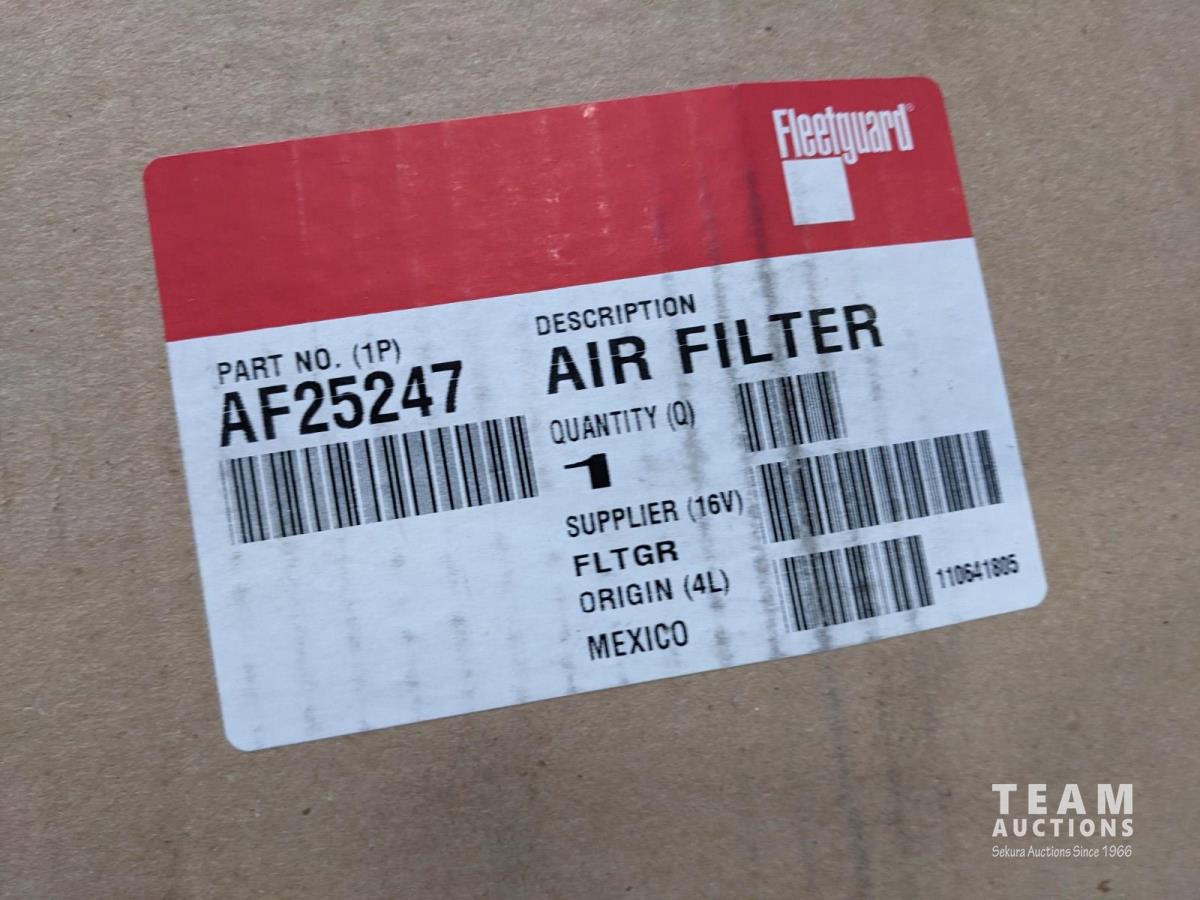 Fleetguard®
PART NO. (1P)
AF25247
DESCRIPTION
AIR FILTER
QUANTITY (Q)
1
SUPPLIER (16V)
FLTGR
ORIGIN (4L)
MEXICO
110641805
TEAM
AUCTIONS
Sekura Auctions Since 1966